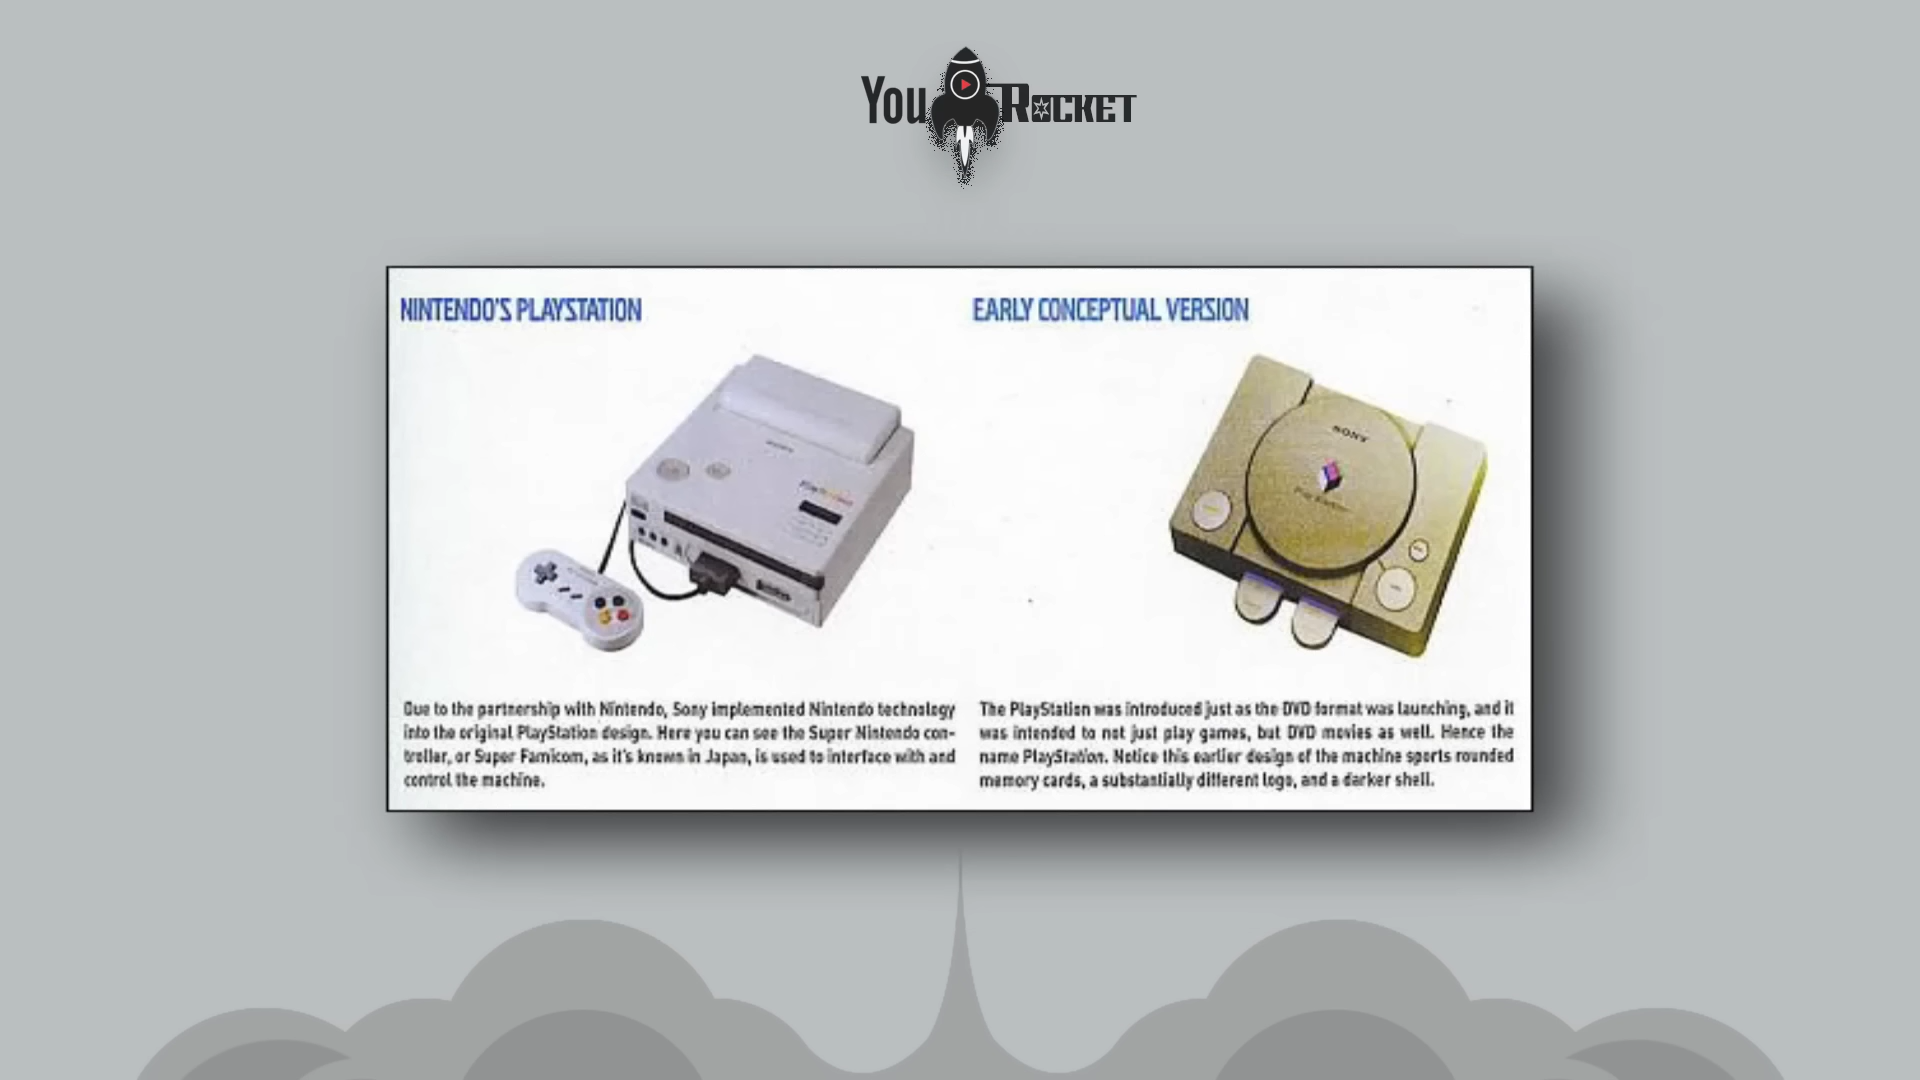 You Rocket
NINTENDO'S PLAYSTATION
EARLY CONCEPTUAL VERSION
SONY
PlayStation
SONY
Due to the partnership with Nintendo, Sony implemented Nintendo technology
into the original PlayStation design. Here you can see the Super Nintendo con-
troller, or Super Famicom, as it's known in Japan, is used to interface with and
control the machine.
The PlayStation was introduced just as the DVD format was launching, and it
was intended to not just play games, but DVD movies as well. Hence the
name PlayStation. Notice this earlier design of the machine sports rounded
memory cards, a substantially different logo, and a darker shell.